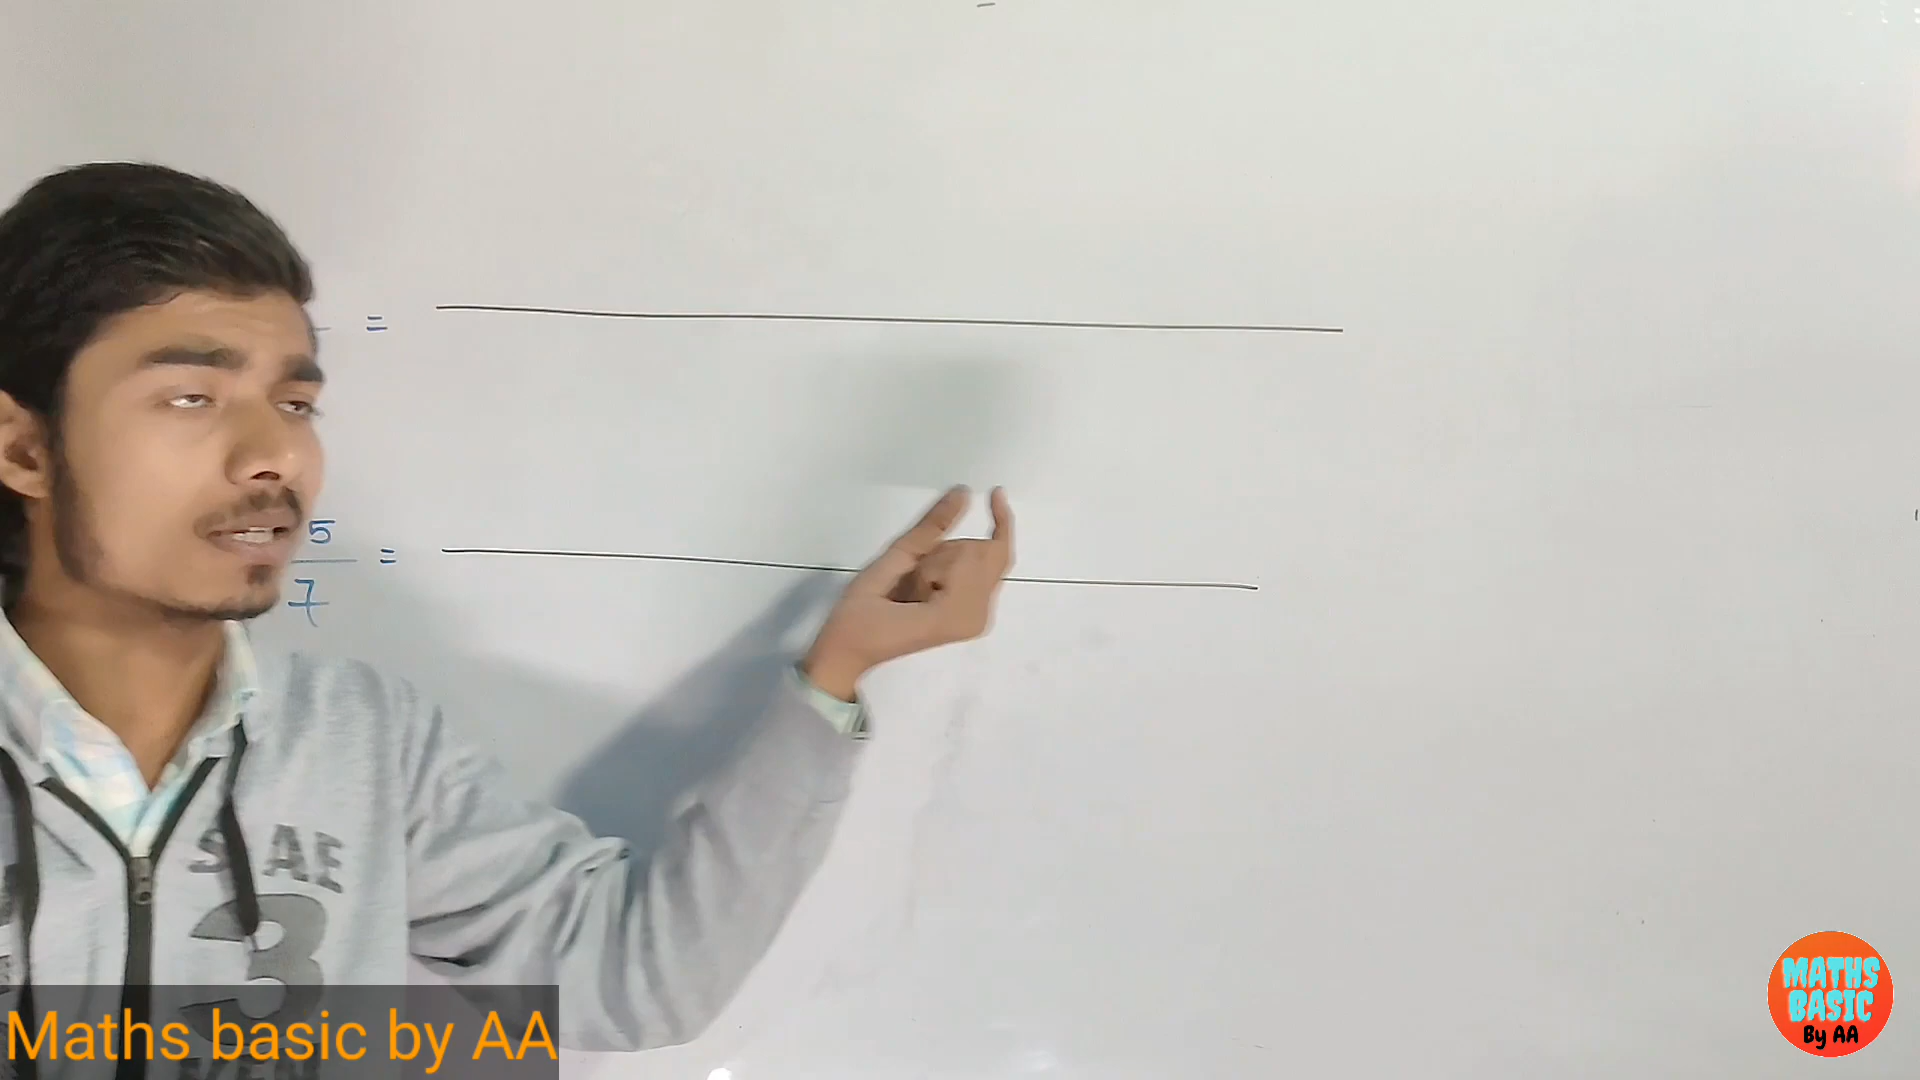 =
5
=
7
S AE
3
Maths basic by AA
MATHS
BASIC
By AA